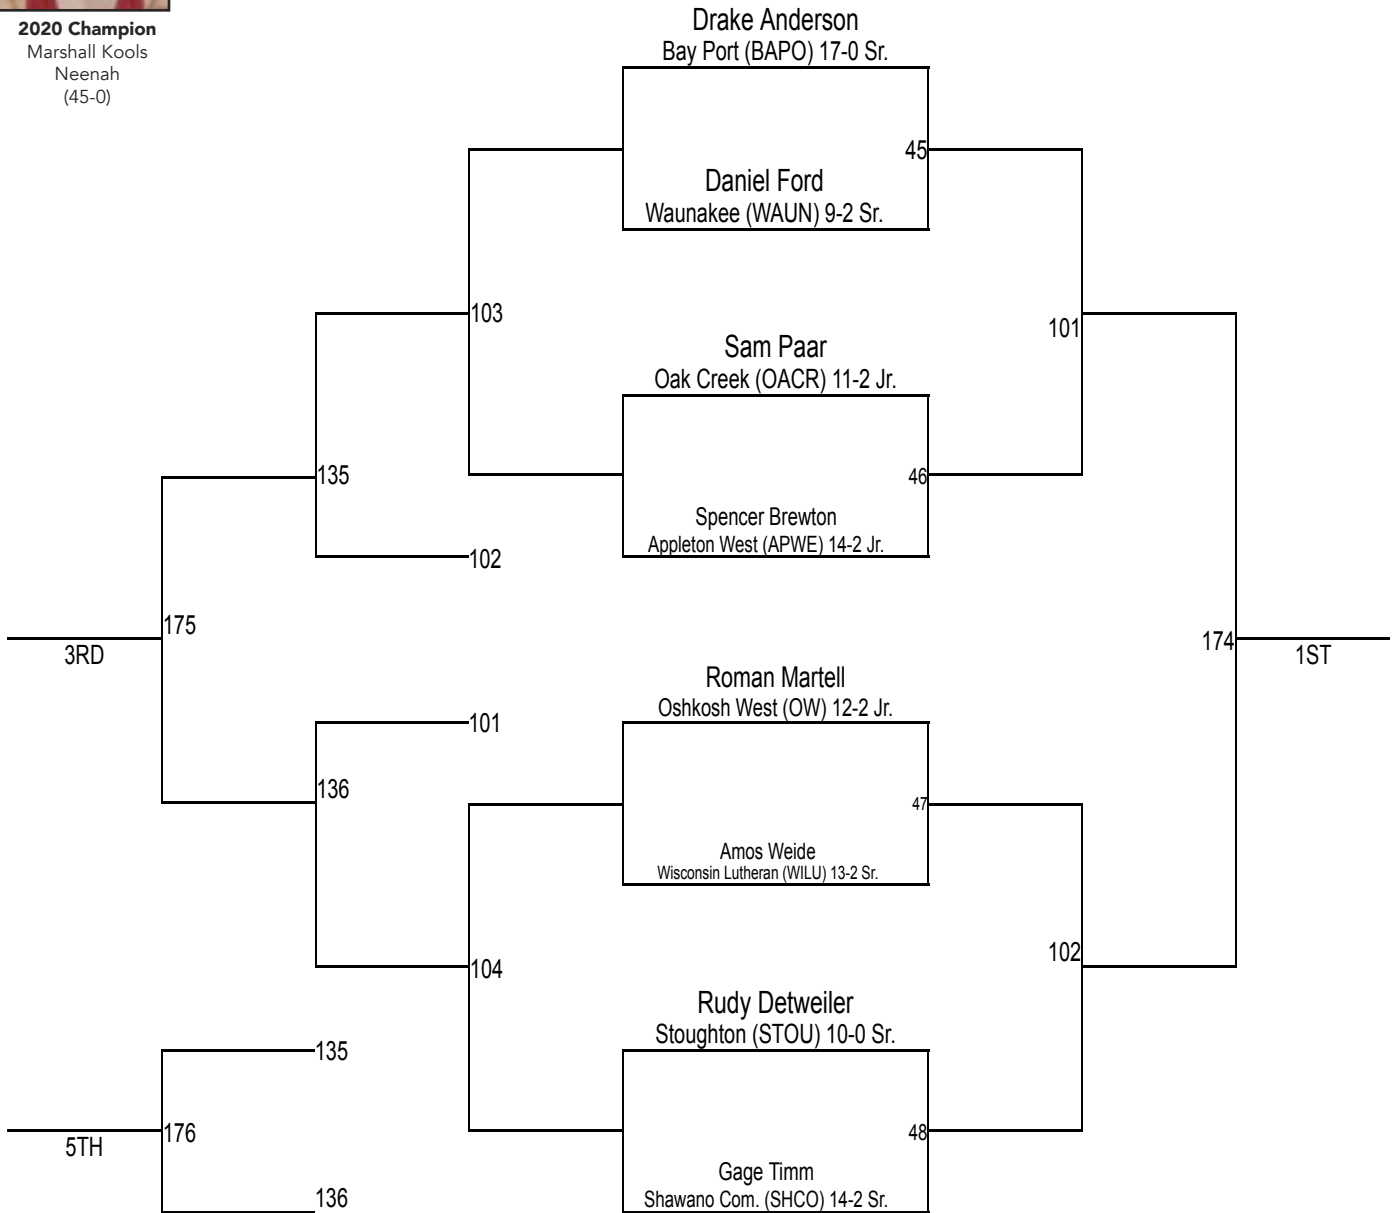 2020 Champion
Marshall Kools
Neenah
(45-0)
Drake Anderson
Bay Port (BAPO) 17-0 Sr.
45
Daniel Ford
Waunakee (WAUN) 9-2 Sr.
103
101
Sam Paar
Oak Creek (OACR) 11-2 Jr.
135
46
Spencer Brewton
Appleton West (APWE) 14-2 Jr.
102
175
3RD
174
1ST
Roman Martell
Oshkosh West (OW) 12-2 Jr.
101
136
47
Amos Weide
Wisconsin Lutheran (WILU) 13-2 Sr.
104
102
Rudy Detweiler
Stoughton (STOU) 10-0 Sr.
135
176
5TH
48
Gage Timm
Shawano Com. (SHCO) 14-2 Sr.
136